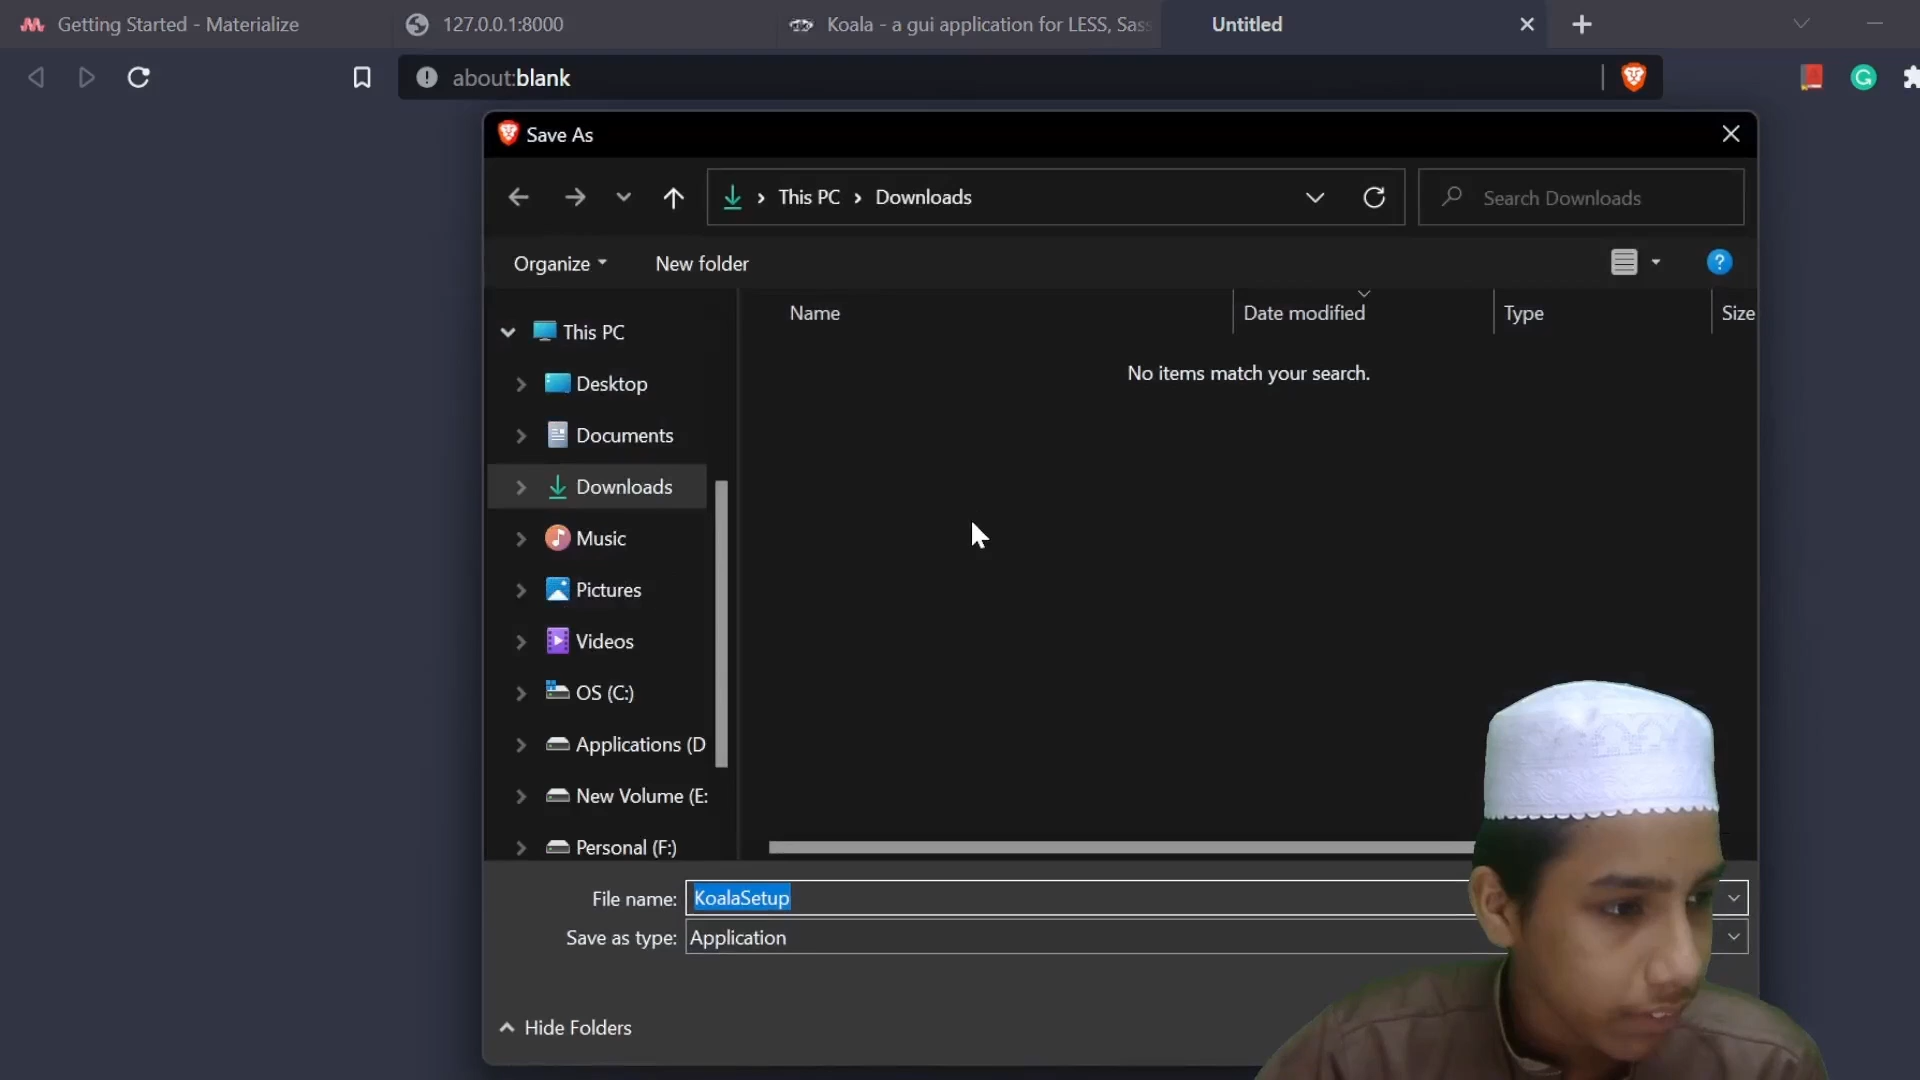 Getting Started - Materialize
127.0.0.1:8000
Koala - a gui application for LESS, Sass
Untitled
about:blank
Save As
This PC
Downloads
Search Downloads
Organize
New folder
Name
Date modified
Type
Size
No items match your search.
This PC
Desktop
Documents
Downloads
Music
Pictures
Videos
OS (C:)
Applications (D
New Volume (E:
Personal (F:)
File name: KoalaSetup
Save as type: Application
Hide Folders